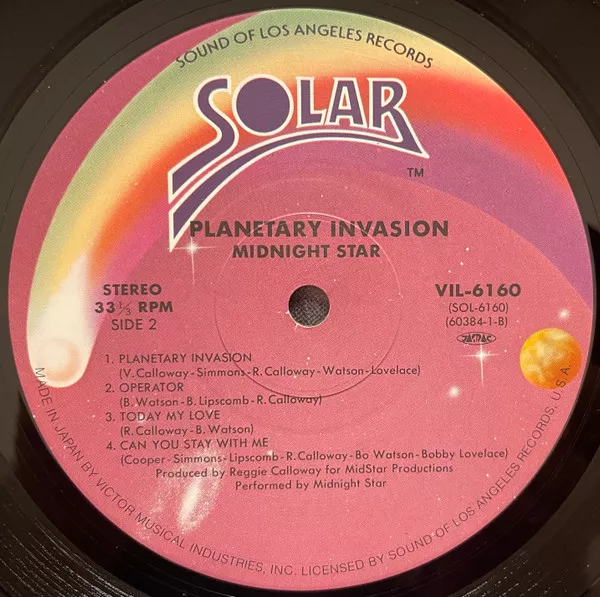 SOUND OF LOS ANGELES RECORDS
SOLAR
TM
PLANETARY INVASION
MIDNIGHT STAR
STEREO
33 1/3 RPM
SIDE 2
VIL-6160
(SOL-6160)
(60384-1-B)
JASRAC
1. PLANETARY INVASION
(V. Calloway-Simmons-R. Calloway-Watson-Lovelace)
2. OPERATOR
(B. Watson-B. Lipscomb-R. Calloway)
3. TODAY MY LOVE
(R. Calloway-B. Watson)
4. CAN YOU STAY WITH ME
(Cooper-Simmons-Lipscomb-R. Calloway-Bo Watson-Bobby Lovelace)
Produced by Reggie Calloway for MidStar Productions
Performed by Midnight Star
MADE IN JAPAN BY VICTOR MUSICAL INDUSTRIES, INC. LICENSED BY SOUND OF LOS ANGELES RECORDS, U.S.A.